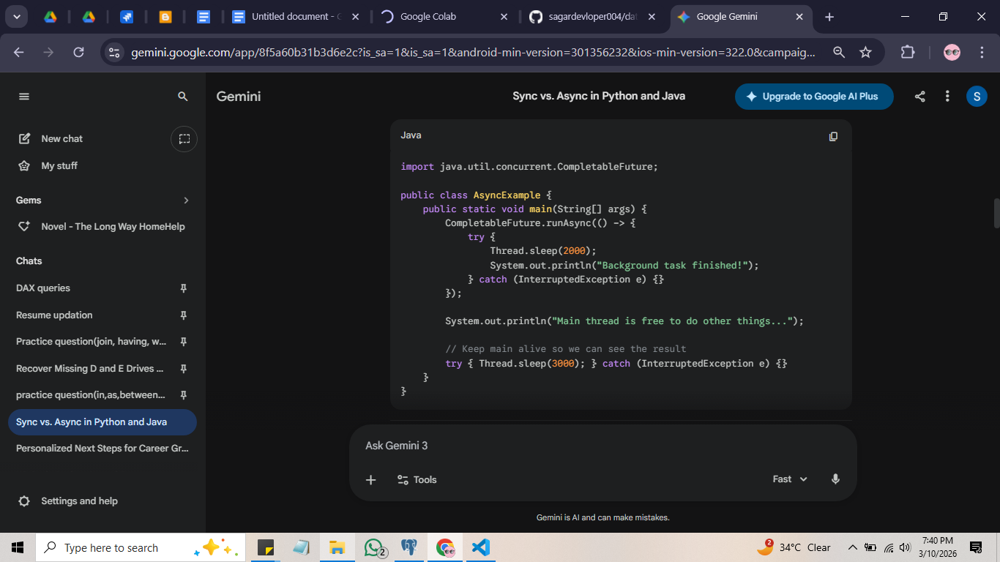 Untitled document - G
Google Colab
sagardevloper004/dat
Google Gemini
gemini.google.com/app/8f5a60b31b3d6e2c?is_sa=1&is_sa=1&android-min-version=301356232&ios-min-version=322.0&campaig...
Gemini
Sync vs. Async in Python and Java
Upgrade to Google AI Plus
S
New chat
My stuff
Gems
Novel - The Long Way HomeHelp
Chats
DAX queries
Resume updation
Practice question(join, having, w...
Recover Missing D and E Drives ...
practice question(in,as,between...
Sync vs. Async in Python and Java
Personalized Next Steps for Career Gr...
Settings and help
Java
import java.util.concurrent.CompletableFuture;
public class AsyncExample {
public static void main(String[] args) {
CompletableFuture.runAsync(() -> {
try {
Thread.sleep(2000);
System.out.println("Background task finished!");
} catch (InterruptedException e) {}
});
System.out.println("Main thread is free to do other things...");
// Keep main alive so we can see the result
try { Thread.sleep(3000); } catch (InterruptedException e) {}
}
}
Ask Gemini 3
Tools
Fast
Gemini is AI and can make mistakes.
Type here to search
2
2
34°C Clear
7:40 PM
3/10/2026